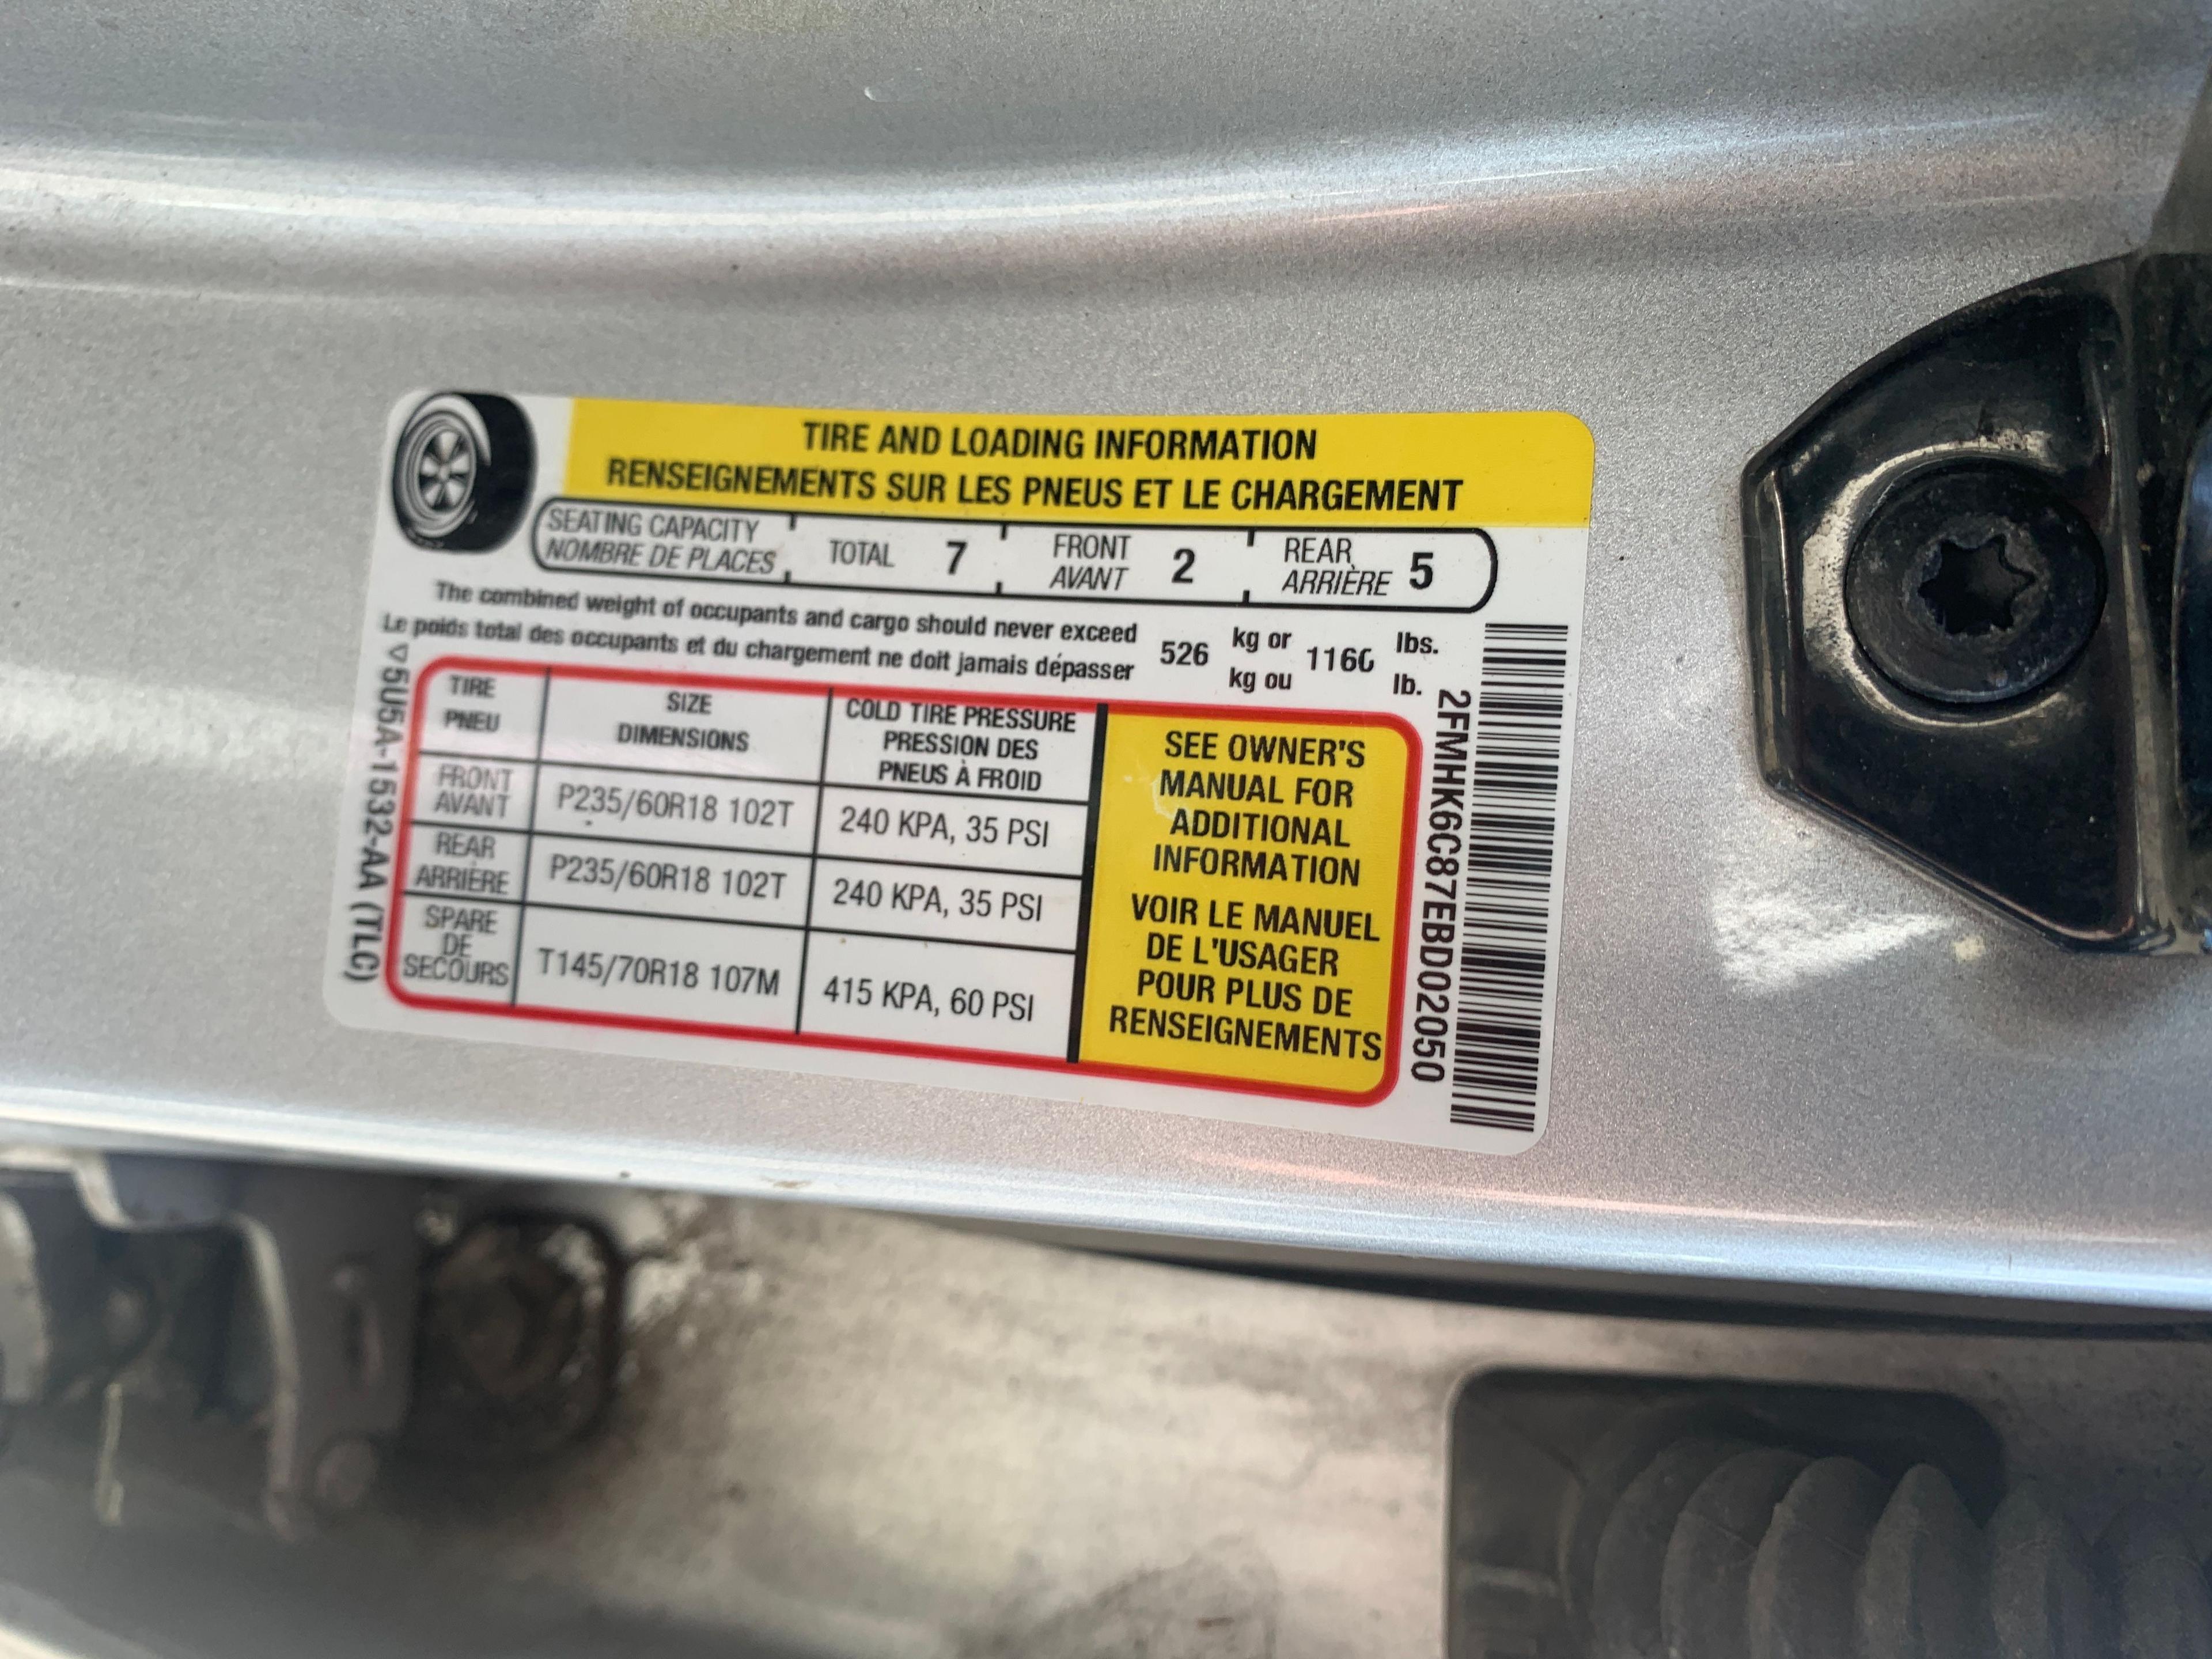 TIRE AND LOADING INFORMATION
RENSEIGNEMENTS SUR LES PNEUS ET LE CHARGEMENT
SEATING CAPACITY
NOMBRE DE PLACES
TOTAL 7
FRONT
AVANT
2
REAR
ARRIÈRE
5
The combined weight of occupants and cargo should never exceed
Le poids total des occupants et du chargement ne doit jamais dépasser
526
kg or
kg ou
1160
lbs.
lb.
TIRE
PNEU
SIZE
DIMENSIONS
COLD TIRE PRESSURE
PRESSION DES
PNEUS À FROID
FRONT
AVANT
P235/60R18 102T
240 KPA, 35 PSI
REAR
ARRIÈRE
P235/60R18 102T
240 KPA, 35 PSI
SPARE
DE
SECOURS
T145/70R18 107M
415 KPA, 60 PSI
SEE OWNER'S
MANUAL FOR
ADDITIONAL
INFORMATION
VOIR LE MANUEL
DE L'USAGER
POUR PLUS DE
RENSEIGNEMENTS
▽5U5A-1532-AA (TLC)
2FMHK6C87EBD02050